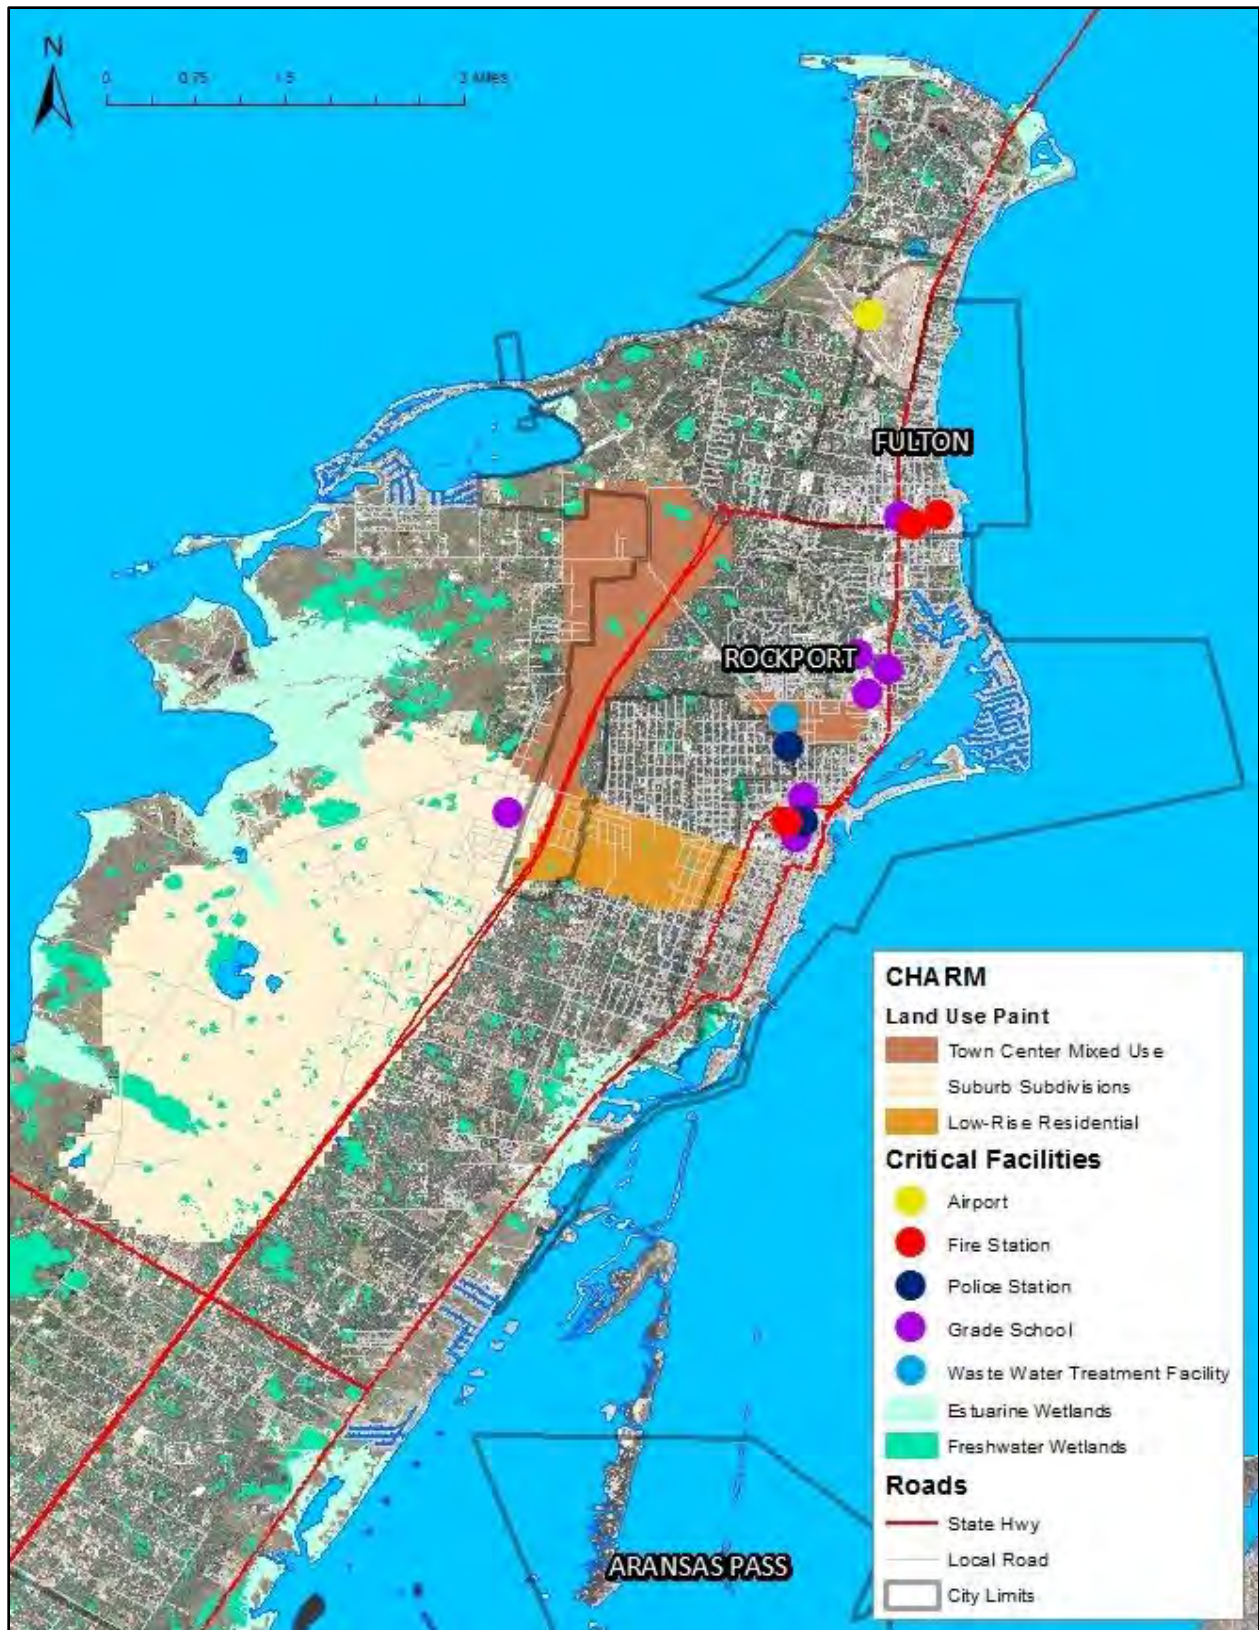 N
0 0.75 1.5 3 Miles
FULTON
ROCKPORT
CHARM
Land Use Paint
Town Center Mixed Use
Suburb Subdivisions
Low-Rise Residential
Critical Facilities
Airport
Fire Station
Police Station
Grade School
Waste Water Treatment Facility
Estuarine Wetlands
Freshwater Wetlands
Roads
State Hwy
Local Road
City Limits
ARANSAS PASS